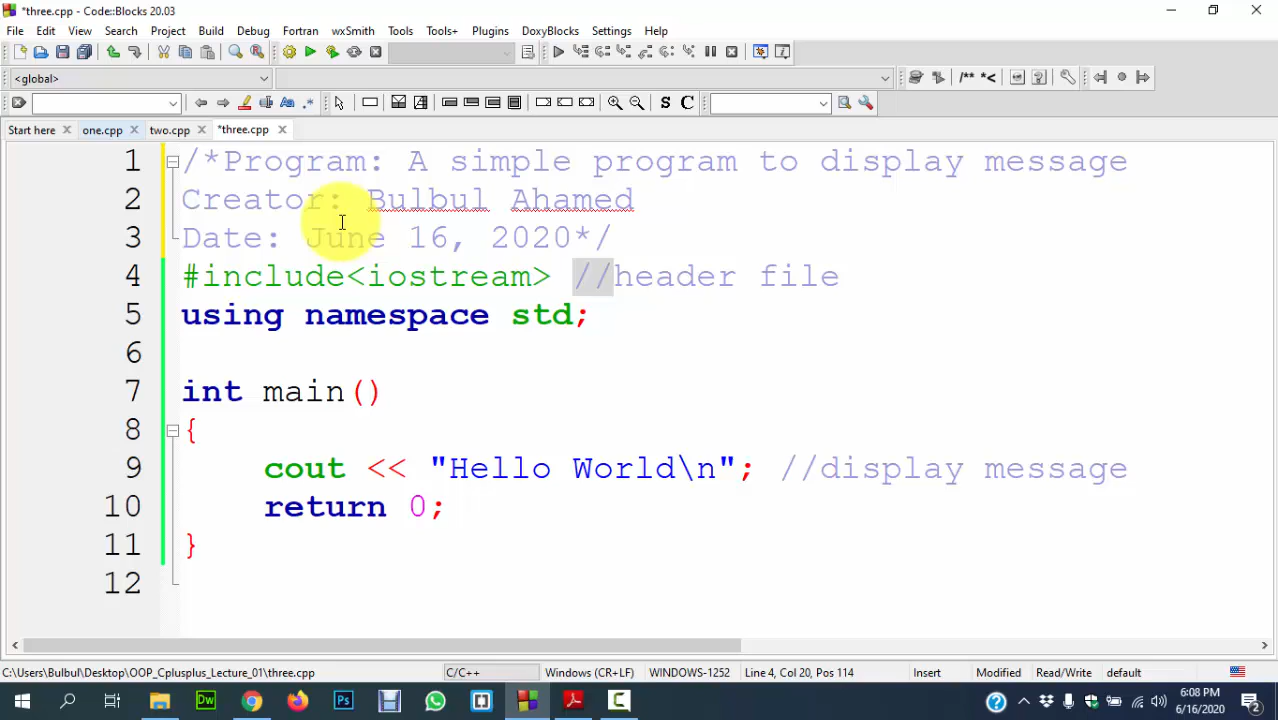 *three.cpp - Code::Blocks 20.03
File Edit View Search Project Build Debug Fortran wxSmith Tools Tools+ Plugins DoxyBlocks Settings Help
<global>
/** *<
S C
Start here one.cpp two.cpp *three.cpp
1 /*Program: A simple program to display message
2 Creator: Bulbul Ahamed
3 Date: June 16, 2020*/
4 #include<iostream> //header file
5 using namespace std;
6
7 int main()
8 {
9 cout << "Hello World\n"; //display message
10 return 0;
11 }
12
C:\Users\Bulbul\Desktop\OOP_Cplusplus_Lecture_01\three.cpp C/C++ Windows (CR+LF) WINDOWS-1252 Line 4, Col 20, Pos 114 Insert Modified Read/Write default
Dw Ps 6:08 PM
6/16/2020 2